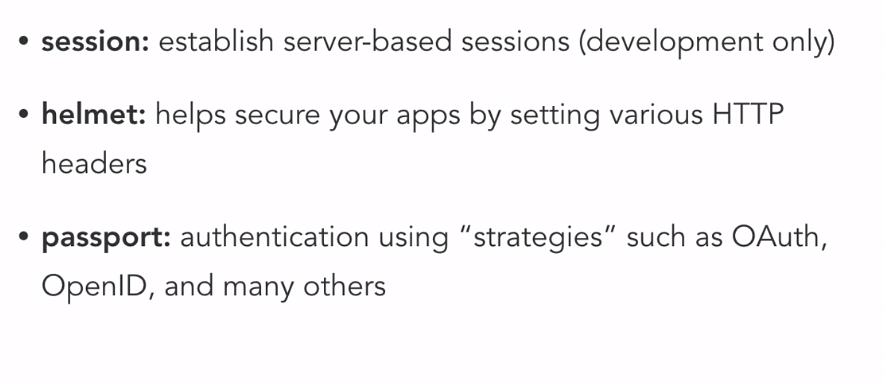 • session: establish server-based sessions (development only)
• helmet: helps secure your apps by setting various HTTP
headers
• passport: authentication using “strategies” such as OAuth,
OpenID, and many others